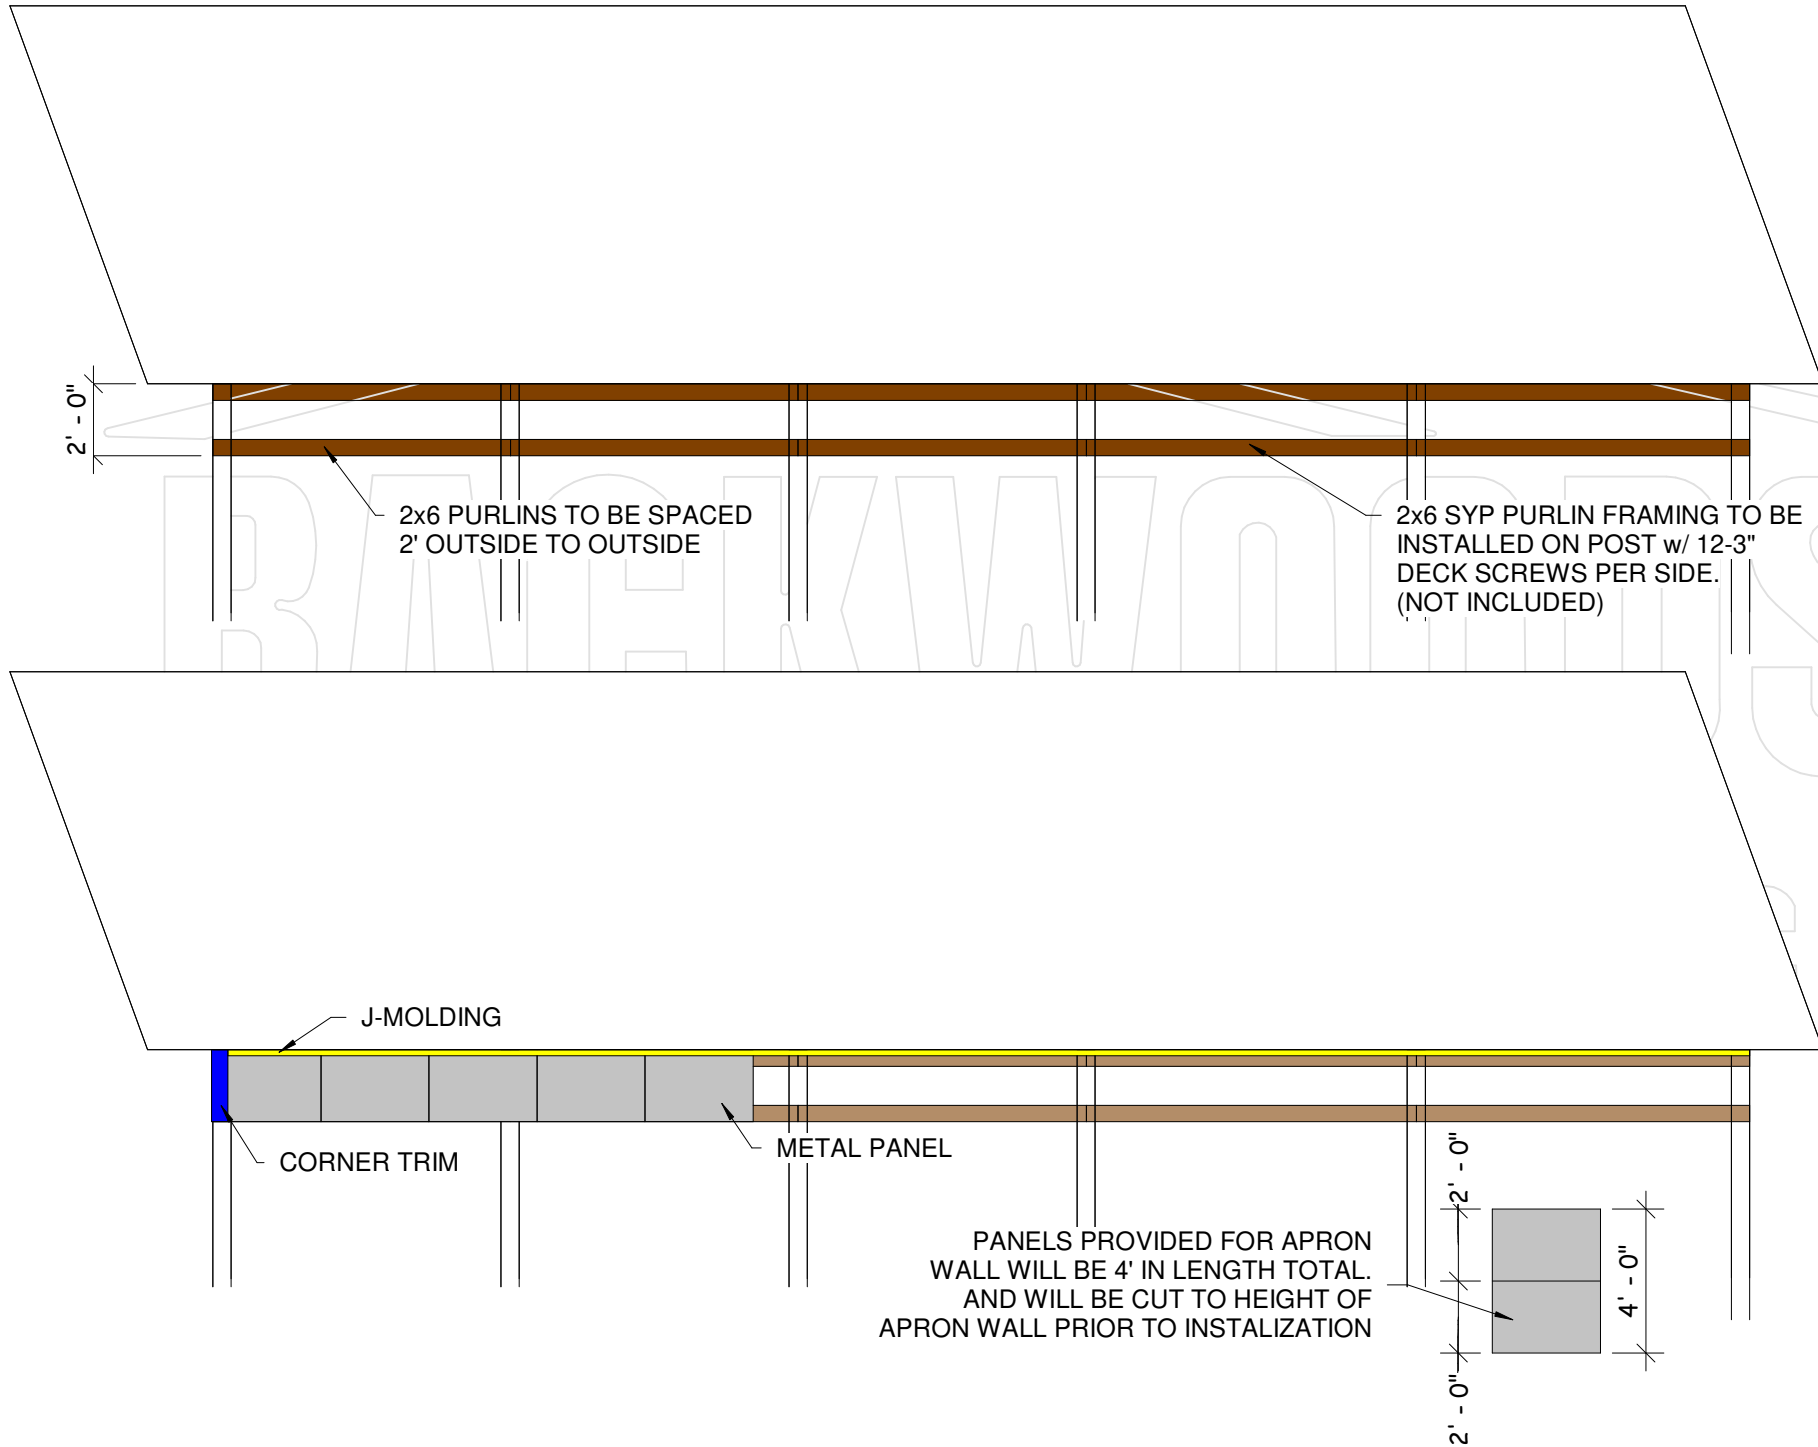 2' - 0"
2x6 PURLINS TO BE SPACED
2' OUTSIDE TO OUTSIDE
2x6 SYP PURLIN FRAMING TO BE
INSTALLED ON POST w/ 12-3"
DECK SCREWS PER SIDE.
(NOT INCLUDED)
BACKWOODS
J-MOLDING
CORNER TRIM
METAL PANEL
PANELS PROVIDED FOR APRON
WALL WILL BE 4' IN LENGTH TOTAL.
AND WILL BE CUT TO HEIGHT OF
APRON WALL PRIOR TO INSTALIZATION
2' - 0"
2' - 0"
4' - 0"